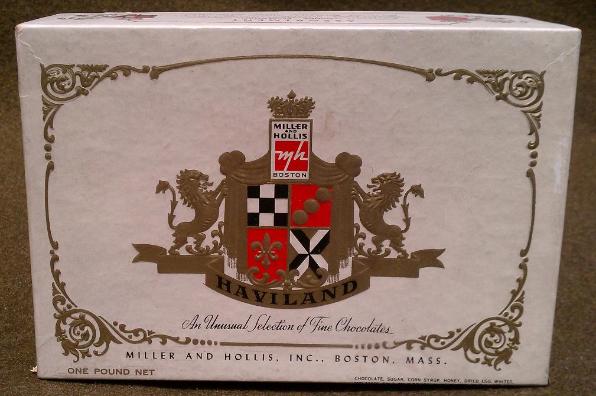 MILLER
AND
HOLLIS
mh
BOSTON
HAVILAND
An Unusual Selection of Fine Chocolates
MILLER AND HOLLIS, INC., BOSTON, MASS.
ONE POUND NET
CHOCOLATE, SUGAR, CORN SYRUP, HONEY, DRIED EGG WHITES,